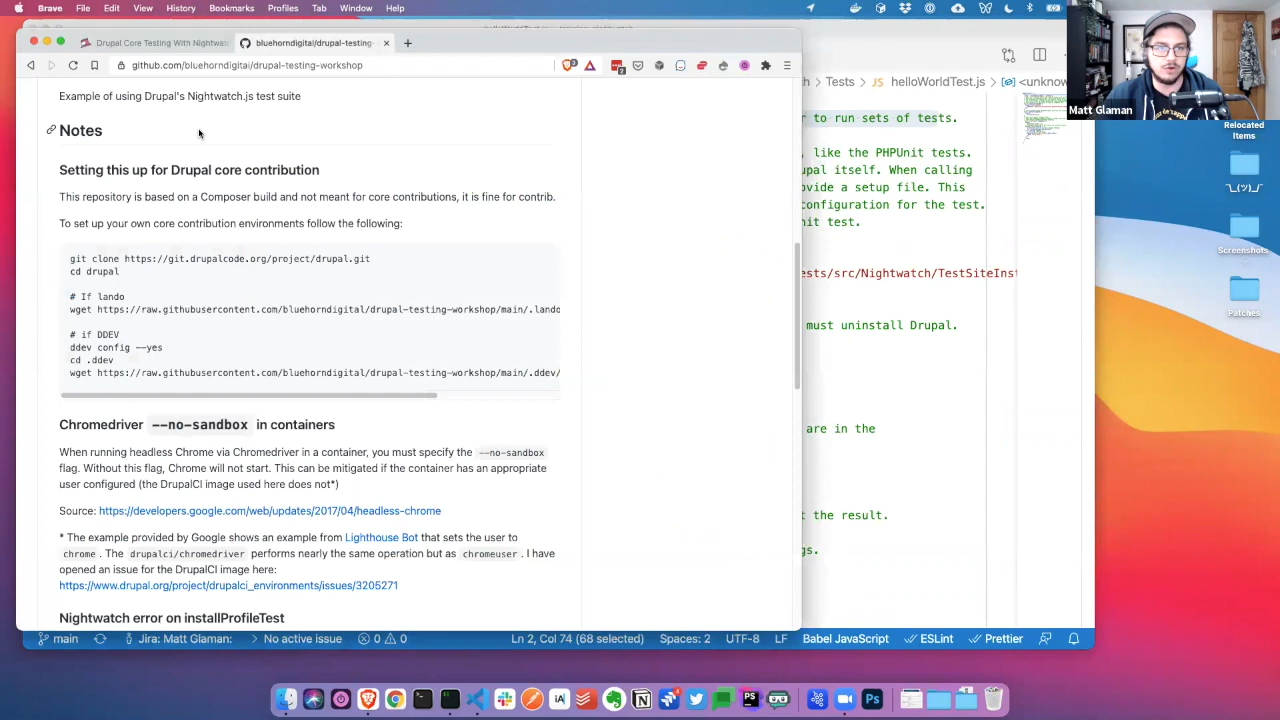 Brave File Edit View History Bookmarks Profiles Tab Window Help
Drupal Core Testing With Nightwatc
bluehorndigital/drupal-testing-
github.com/bluehorndigital/drupal-testing-workshop
Example of using Drupal's Nightwatch.js test suite
Notes
Setting this up for Drupal core contribution
This repository is based on a Composer build and not meant for core contributions, it is fine for contrib.
To set up your own core contribution environments follow the following:
git clone https://git.drupalcode.org/project/drupal.git
cd drupal
# If lando
wget https://raw.githubusercontent.com/bluehorndigital/drupal-testing-workshop/main/.lando
# if DDEV
ddev config --yes
cd .ddev
wget https://raw.githubusercontent.com/bluehorndigital/drupal-testing-workshop/main/.ddev/
Chromedriver --no-sandbox in containers
When running headless Chrome via Chromedriver in a container, you must specify the --no-sandbox
flag. Without this flag, Chrome will not start. This can be mitigated if the container has an appropriate
user configured (the DrupalCI image used here does not*)
Source: https://developers.google.com/web/updates/2017/04/headless-chrome
* The example provided by Google shows an example from Lighthouse Bot that sets the user to
chrome . The drupalci/chromedriver performs nearly the same operation but as chromeuser . I have
opened an issue for the DrupalCI image here:
https://www.drupal.org/project/drupalci_environments/issues/3205271
Nightwatch error on installProfileTest
Tests JS helloWorldTest.js <unknow
r to run sets of tests.
, like the PHPUnit tests.
upal itself. When calling
ovide a setup file. This
configuration for the test.
nit test.
ests/src/Nightwatch/TestSiteInst
must uninstall Drupal.
are in the
t the result.
gs.
main Jira: Matt Glaman: No active issue 0 0 Ln 2, Col 74 (68 selected) Spaces: 2 UTF-8 LF Babel JavaScript ESLint Prettier
Matt Glaman
Relocated
Items
¯\_(ツ)_/¯
Screenshots
Patches